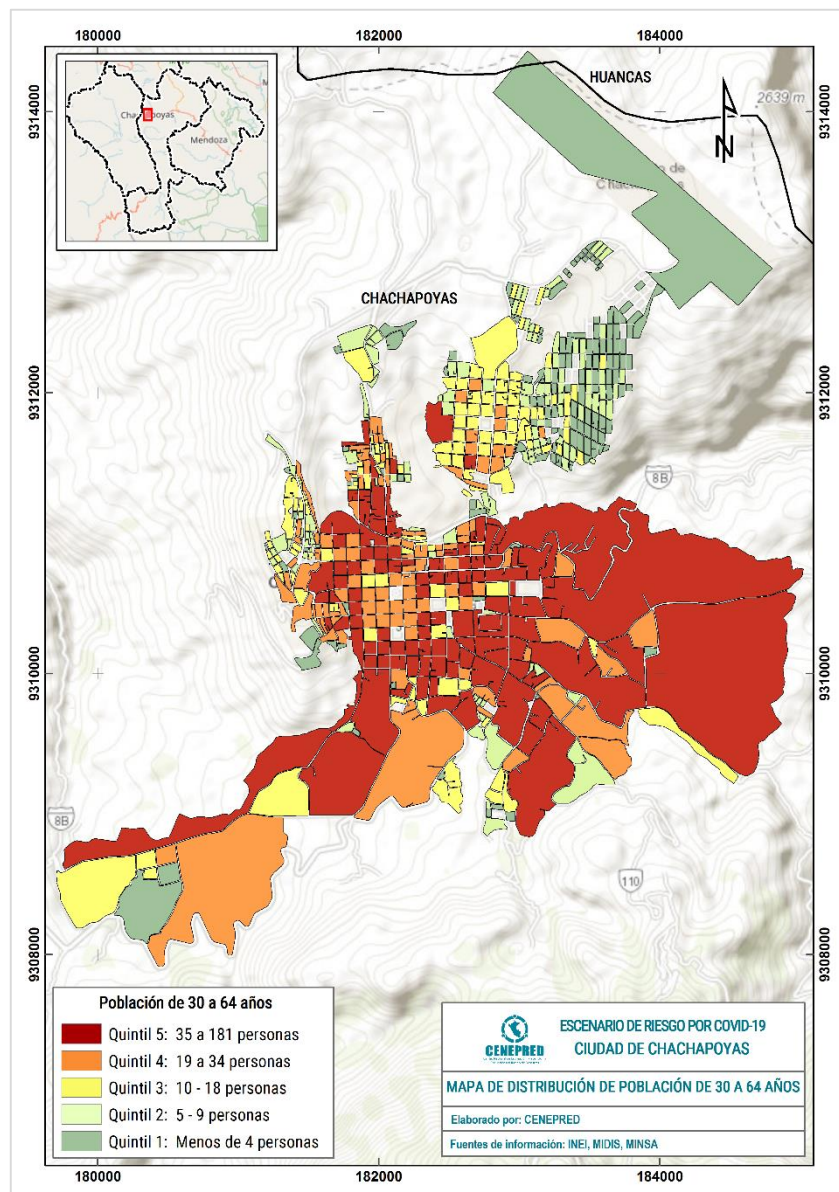 180000
182000
184000
HUANCAS
2639 m
9314000
9314000
Mendoza
N
CHACHAPOYAS
9312000
9312000
8B
9310000
9310000
8B
110
9308000
9308000
Población de 30 a 64 años
Quintil 5: 35 a 181 personas
Quintil 4: 19 a 34 personas
Quintil 3: 10 - 18 personas
Quintil 2: 5 - 9 personas
Quintil 1: Menos de 4 personas
CENEPRED
ESCENARIO DE RIESGO POR COVID-19
CIUDAD DE CHACHAPOYAS
MAPA DE DISTRIBUCIÓN DE POBLACIÓN DE 30 A 64 AÑOS
Elaborado por: CENEPRED
Fuentes de información: INEI, MIDIS, MINSA
180000
182000
184000